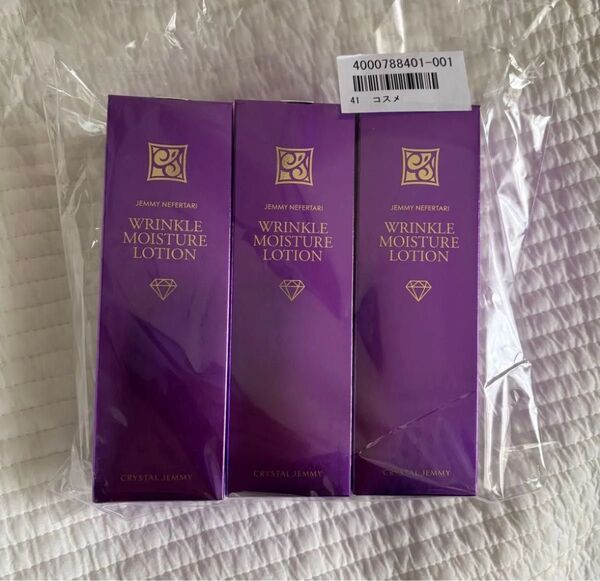 4000788401-001
41 コスメ
JEMMY NEFERTARI
WRINKLE
MOISTURE
LOTION
CRYSTAL JEMMY
JEMMY NEFERTARI
WRINKLE
MOISTURE
LOTION
CRYSTAL JEMMY
JEMMY NEFERTARI
WRINKLE
MOISTURE
LOTION
CRYSTAL JEMMY